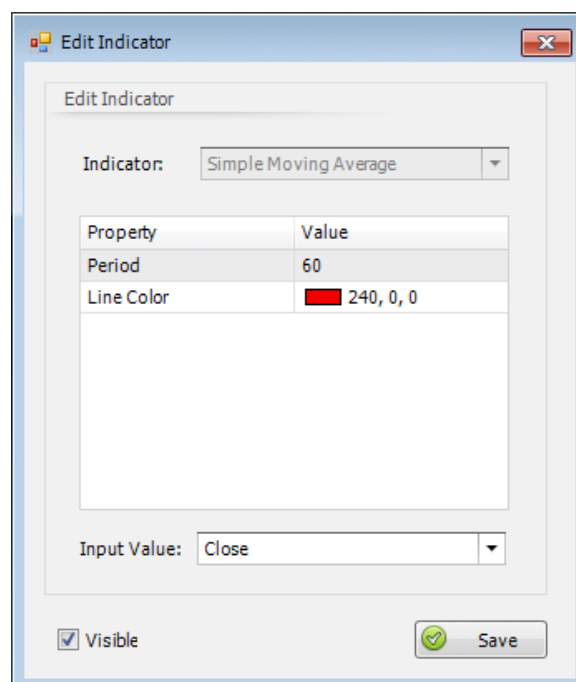 Edit Indicator
Edit Indicator
Indicator: Simple Moving Average
Property Value
Period 60
Line Color 240, 0, 0
Input Value: Close
Visible Save